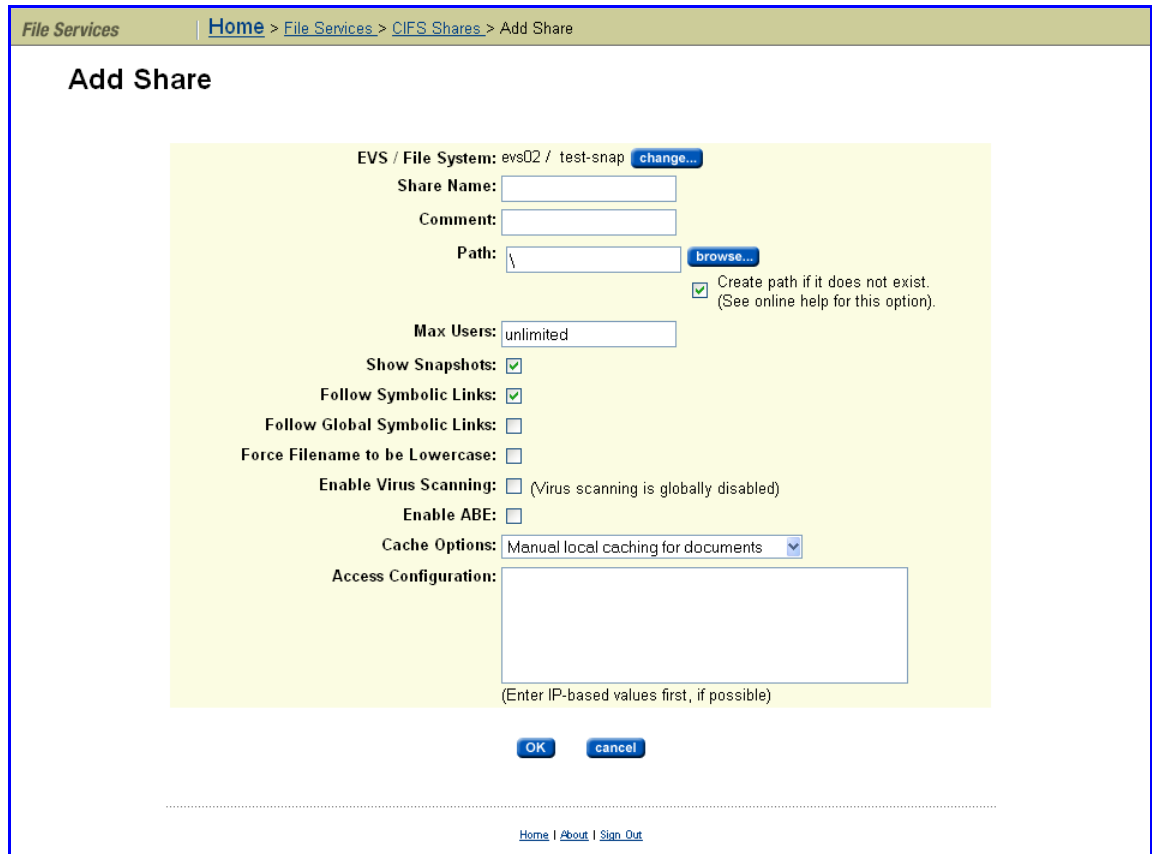 File Services Home > File Services > CIFS Shares > Add Share
Add Share
EVS / File System: evs02 / test-snap change...
Share Name:
Comment:
Path: \ browse...
Create path if it does not exist.
(See online help for this option).
Max Users: unlimited
Show Snapshots:
Follow Symbolic Links:
Follow Global Symbolic Links:
Force Filename to be Lowercase:
Enable Virus Scanning: (Virus scanning is globally disabled)
Enable ABE:
Cache Options: Manual local caching for documents
Access Configuration:
(Enter IP-based values first, if possible)
OK cancel
Home | About | Sign Out